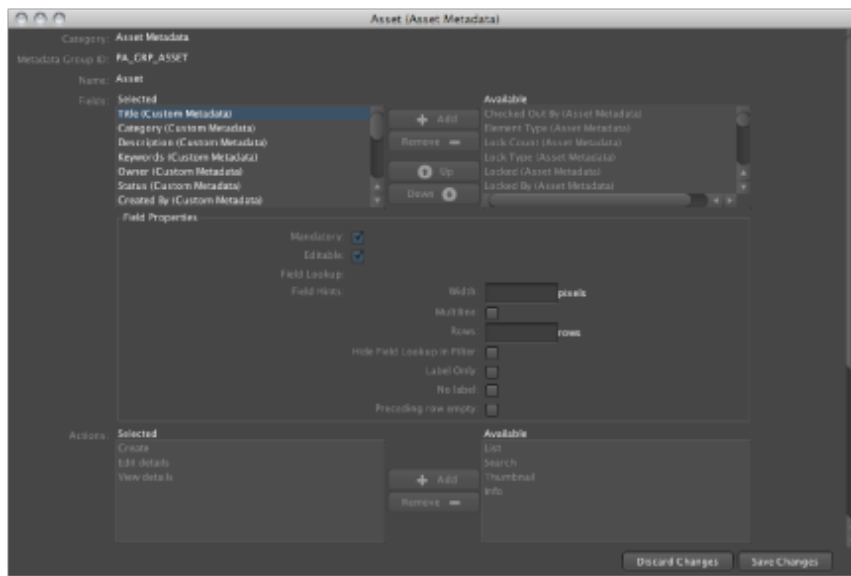 Asset (Asset Metadata)
Category: Asset Metadata
Metadata Group ID: PA_GRP_ASSET
Name: Asset
Fields: Selected
Title (Custom Metadata)
Category (Custom Metadata)
Description (Custom Metadata)
Keywords (Custom Metadata)
Owner (Custom Metadata)
Status (Custom Metadata)
Created By (Custom Metadata)
Add
Remove
Up
Down
Available
Checked Out By (Asset Metadata)
Element Type (Asset Metadata)
Lock Count (Asset Metadata)
Lock Type (Asset Metadata)
Locked (Asset Metadata)
Locked By (Asset Metadata)
Field Properties
Mandatory:
Editable:
Field Lookup:
Field Hints:
Width: pixels
Multiline:
Rows: rows
Hide Field Lookup in Filter
Label Only
No label
Preceding row empty
Actions: Selected
Create
Edit details
View details
Add
Remove
Available
List
Search
Thumbnail
Info
Discard Changes
Save Changes